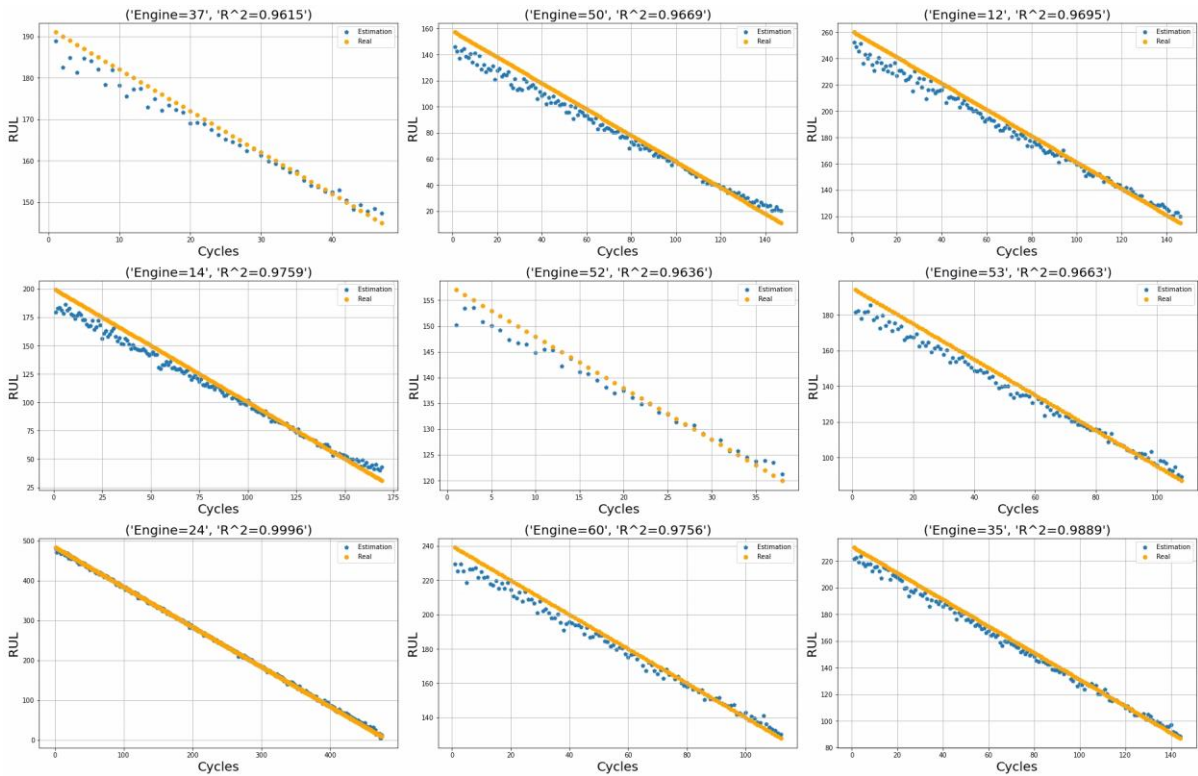 ('Engine=37', 'R^2=0.9615')
Estimation
Real
190
180
170
160
150
RUL
0 10 20 30 40
Cycles
('Engine=50', 'R^2=0.9669')
Estimation
Real
160
140
120
100
80
60
40
20
RUL
0 20 40 60 80 100 120 140
Cycles
('Engine=12', 'R^2=0.9695')
Estimation
Real
260
240
220
200
180
160
140
120
RUL
0 20 40 60 80 100 120 140
Cycles
('Engine=14', 'R^2=0.9759')
Estimation
Real
200
175
150
125
100
75
50
25
RUL
0 25 50 75 100 125 150 175
Cycles
('Engine=52', 'R^2=0.9636')
Estimation
Real
155
150
145
140
135
130
125
120
RUL
0 5 10 15 20 25 30 35
Cycles
('Engine=53', 'R^2=0.9663')
Estimation
Real
180
160
140
120
100
RUL
0 20 40 60 80 100
Cycles
('Engine=24', 'R^2=0.9996')
Estimation
Real
500
400
300
200
100
0
RUL
0 100 200 300 400
Cycles
('Engine=60', 'R^2=0.9756')
Estimation
Real
240
220
200
180
160
140
RUL
0 20 40 60 80 100
Cycles
('Engine=35', 'R^2=0.9889')
Estimation
Real
220
200
180
160
140
120
100
80
RUL
0 20 40 60 80 100 120 140
Cycles